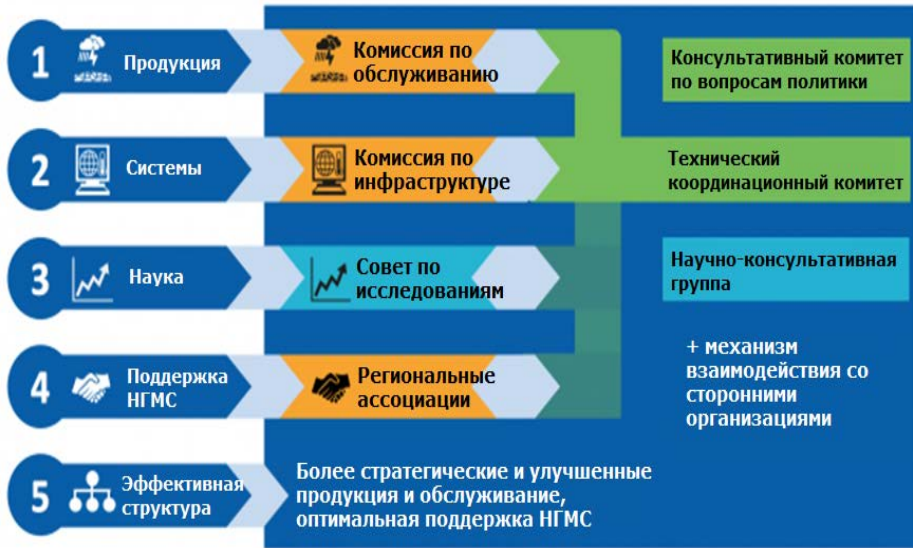 1
Продукция
Комиссия по
обслуживанию
Консультативный комитет
по вопросам политики
2
Системы
Комиссия по
инфраструктуре
Технический
координационный комитет
3
Наука
Совет по
исследованиям
Научно-консультативная
группа
4
Поддержка
НГМС
Региональные
ассоциации
+ механизм
взаимодействия со
сторонними
организациями
5
Эффективная
структура
Более стратегические и улучшенные
продукция и обслуживание,
оптимальная поддержка НГМС